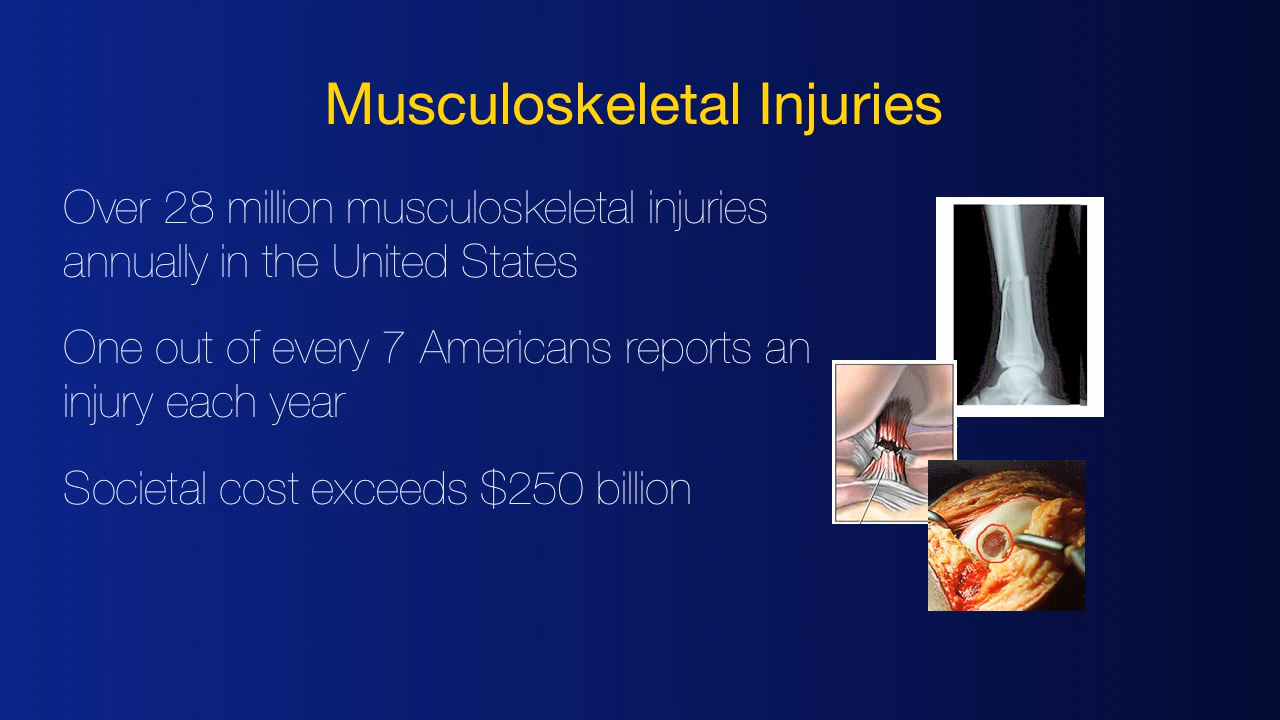 Musculoskeletal Injuries
Over 28 million musculoskeletal injuries
annually in the United States
One out of every 7 Americans reports an
injury each year
Societal cost exceeds $250 billion